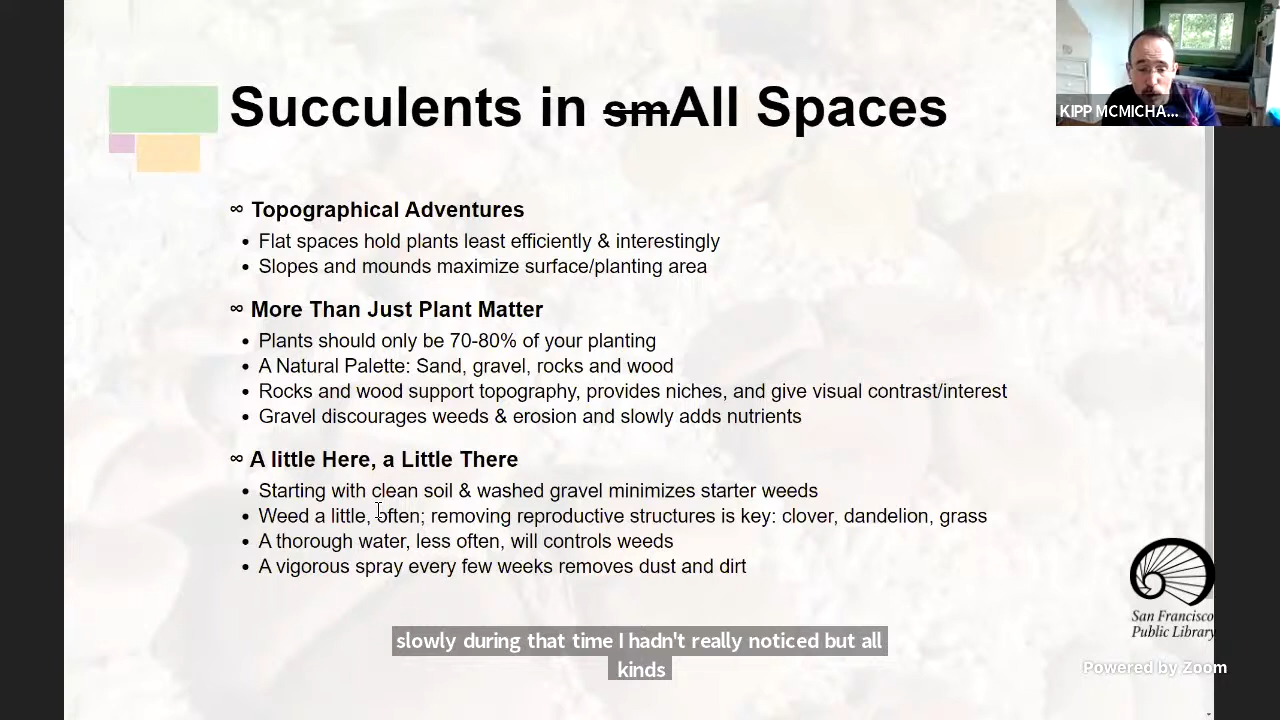 Succulents in smAll Spaces
KIPP MCMICHA...
∞ Topographical Adventures
• Flat spaces hold plants least efficiently & interestingly
• Slopes and mounds maximize surface/planting area
∞ More Than Just Plant Matter
• Plants should only be 70-80% of your planting
• A Natural Palette: Sand, gravel, rocks and wood
• Rocks and wood support topography, provides niches, and give visual contrast/interest
• Gravel discourages weeds & erosion and slowly adds nutrients
∞ A little Here, a Little There
• Starting with clean soil & washed gravel minimizes starter weeds
• Weed a little, often; removing reproductive structures is key: clover, dandelion, grass
• A thorough water, less often, will controls weeds
• A vigorous spray every few weeks removes dust and dirt
San Francisco
Public Library
slowly during that time I hadn't really noticed but all
kinds
Powered by Zoom